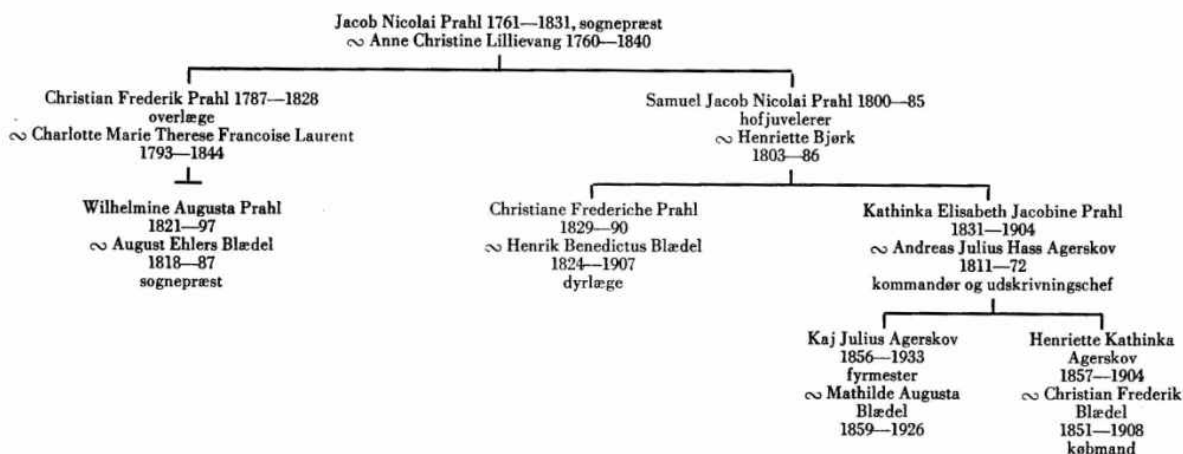 Jacob Nicolai Prahl 1761—1831, sognepræst
∾ Anne Christine Lillievang 1760—1840
Christian Frederik Prahl 1787—1828
overlæge
∾ Charlotte Marie Therese Francoise Laurent
1793—1844
Samuel Jacob Nicolai Prahl 1800—85
hofjuvelerer
∾ Henriette Bjørk
1803—86
Wilhelmine Augusta Prahl
1821—97
∾ August Ehlers Blædel
1818—87
sognepræst
Christiane Frederiche Prahl
1829—90
∾ Henrik Benedictus Blædel
1824—1907
dyrlæge
Kathinka Elisabeth Jacobine Prahl
1831—1904
∾ Andreas Julius Hass Agerskov
1811—72
kommandør og udskrivningschef
Kaj Julius Agerskov
1856—1933
fyrmester
∾ Mathilde Augusta
Blædel
1859—1926
Henriette Kathinka
Agerskov
1857—1904
∾ Christian Frederik
Blædel
1851—1908
købmand